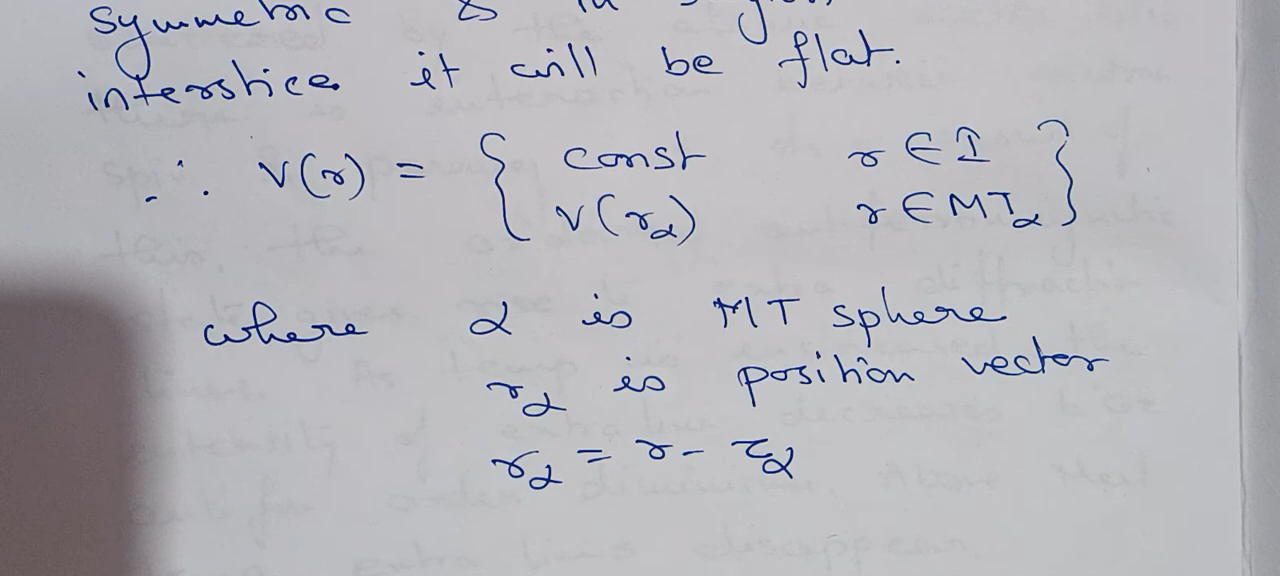 symmetric & in
interstice it will be flat.
∴ V(r) = { const r ∈ I
V(r_α) r ∈ MT_α }
where α is MT sphere
r_α is position vector
r_α = r - τ_α